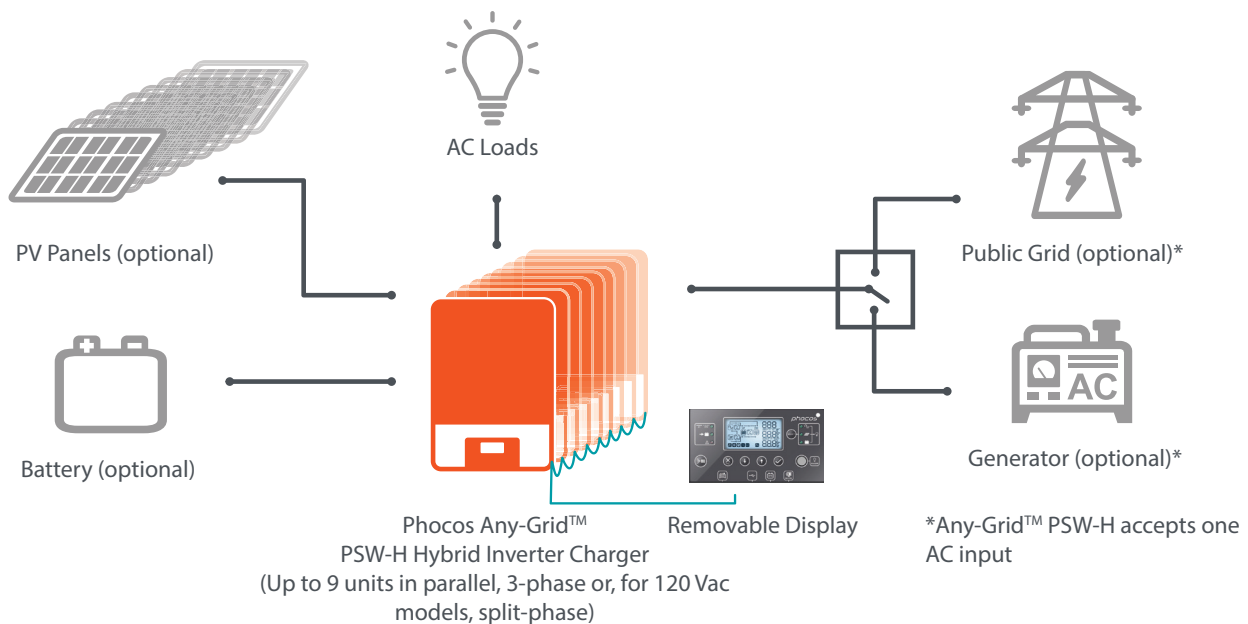 AC Loads
PV Panels (optional)
Public Grid (optional)*
AC
phocos
Battery (optional)
Generator (optional)*
Phocos Any-Grid™
PSW-H Hybrid Inverter Charger
(Up to 9 units in parallel, 3-phase or, for 120 Vac
models, split-phase)
Removable Display
*Any-Grid™ PSW-H accepts one
AC input